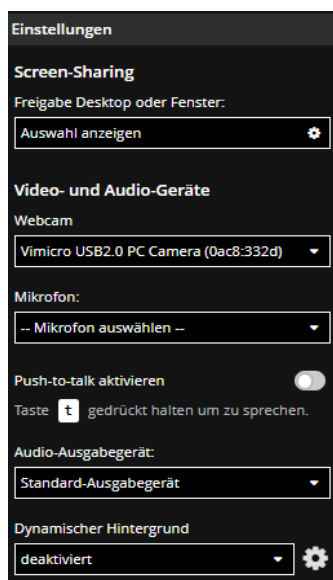 Einstellungen
Screen-Sharing
Freigabe Desktop oder Fenster:
Auswahl anzeigen
Video- und Audio-Geräte
Webcam
Vimicro USB2.0 PC Camera (0ac8:332d)
Mikrofon:
-- Mikrofon auswählen --
Push-to-talk aktivieren
Taste t gedrückt halten um zu sprechen.
Audio-Ausgabegerät:
Standard-Ausgabegerät
Dynamischer Hintergrund
deaktiviert